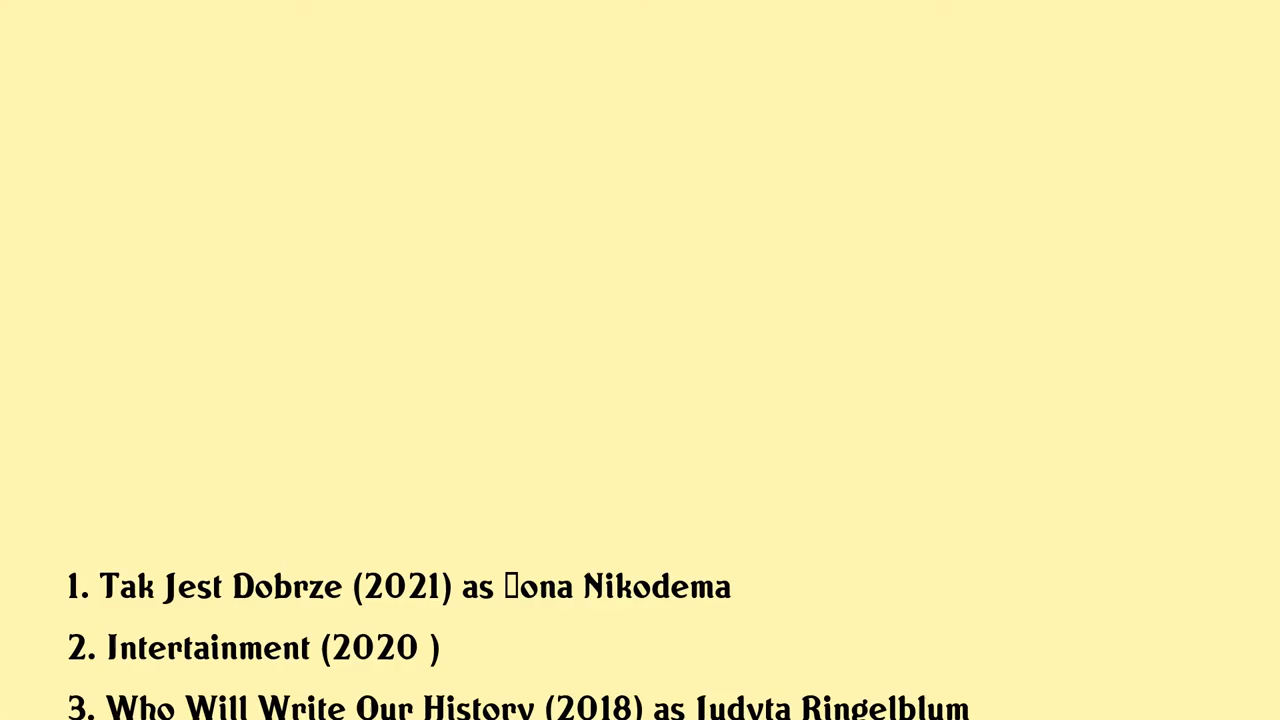 1. Tak Jest Dobrze (2021) as □ona Nikodema
2. Intertainment (2020 )
3. Who Will Write Our History (2018) as Judyta Ringelblum